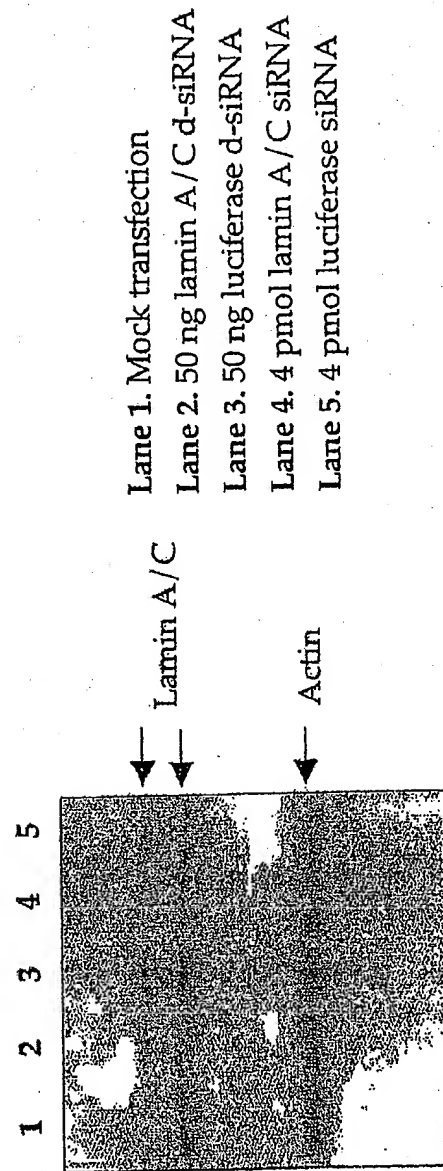 1 2 3 4 5
Lamin A/C
Actin
Lane 1. Mock transfection
Lane 2. 50 ng lamin A/C d-siRNA
Lane 3. 50 ng luciferase d-siRNA
Lane 4. 4 pmol lamin A/C siRNA
Lane 5. 4 pmol luciferase siRNA